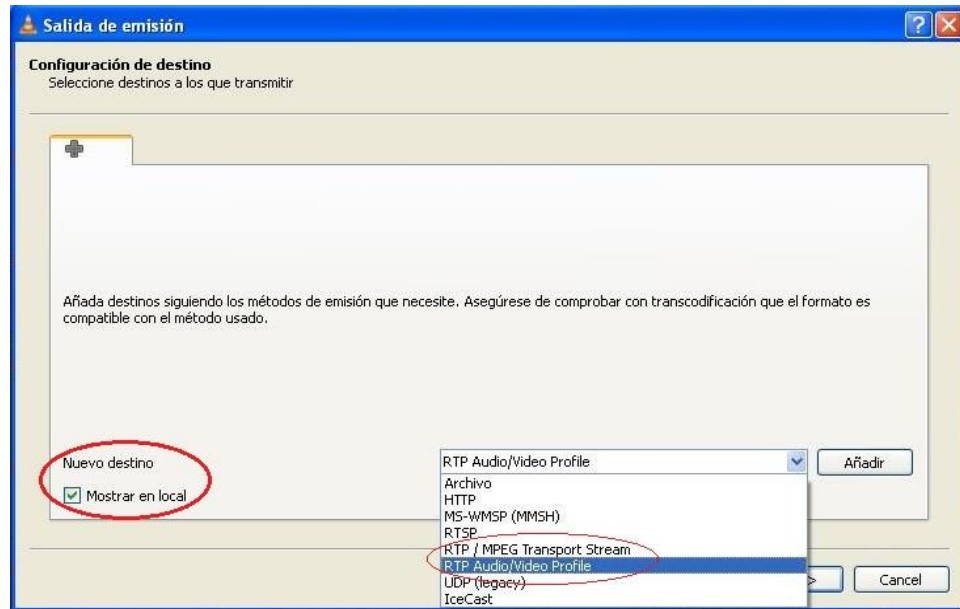 Salida de emisión
Configuración de destino
Seleccione destinos a los que transmitir
Añada destinos siguiendo los métodos de emisión que necesite. Asegúrese de comprobar con transcodificación que el formato es
compatible con el método usado.
Nuevo destino
Mostrar en local
RTP Audio/Video Profile
Añadir
Archivo
HTTP
MS-WMSP (MMSH)
RTSP
RTP / MPEG Transport Stream
RTP Audio/Video Profile
UDP (legacy)
IceCast
>
Cancel